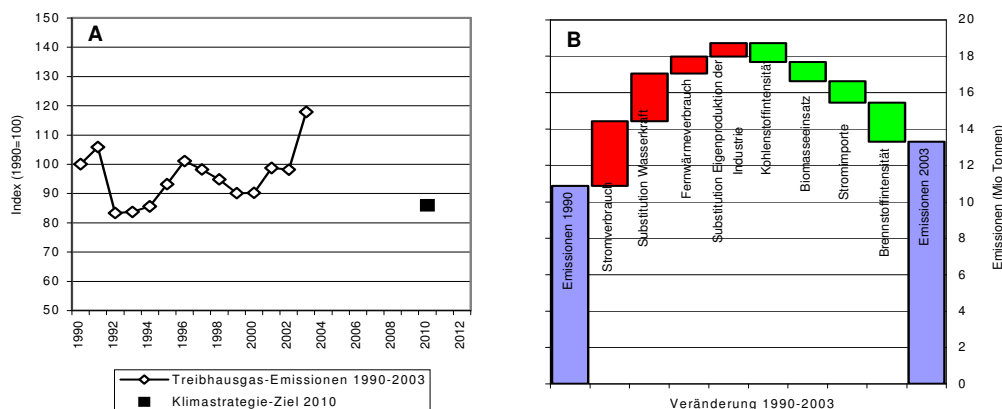 A
Index (1990=100)
150
140
130
120
110
100
90
80
70
60
50
1990
1992
1994
1996
1998
2000
2002
2004
2006
2008
2010
2012
Treibhausgas-Emissionen 1990-2003
Klimastrategie-Ziel 2010
B
Emissionen 1990
Stromverbrauch
Substitution Wasserkraft
Fernwärmeverbrauch
Substitution Eigenproduktion der
Industrie
Kohlenstoffintensität
Biomasseeinsatz
Stromimporte
Brennstoffintensität
Emissionen 2003
20
18
16
14
12
10
8
6
4
2
0
Emissionen (Mio Tonnen)
Veränderung 1990-2003